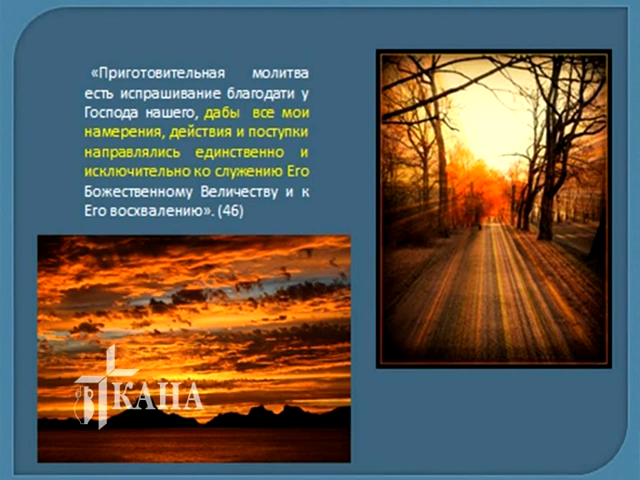 «Приготовительная молитва
есть испрашивание благодати у
Господа нашего, дабы все мои
намерения, действия и поступки
направлялись единственно и
исключительно ко служению Его
Божественному Величеству и к
Его восхвалению». (46)
КАНА